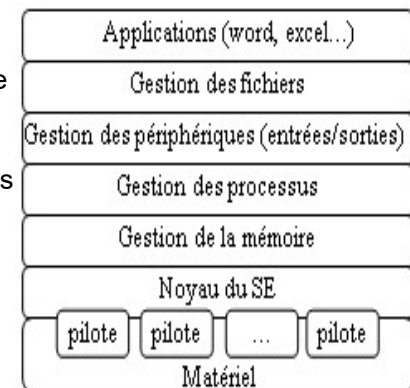 Applications (word, excel...)
e
Gestion des fichiers
Gestion des périphériques (entrées/sorties)
s
Gestion des processus
Gestion de la mémoire
Noyau du SE
pilote pilote ... pilote
Matériel